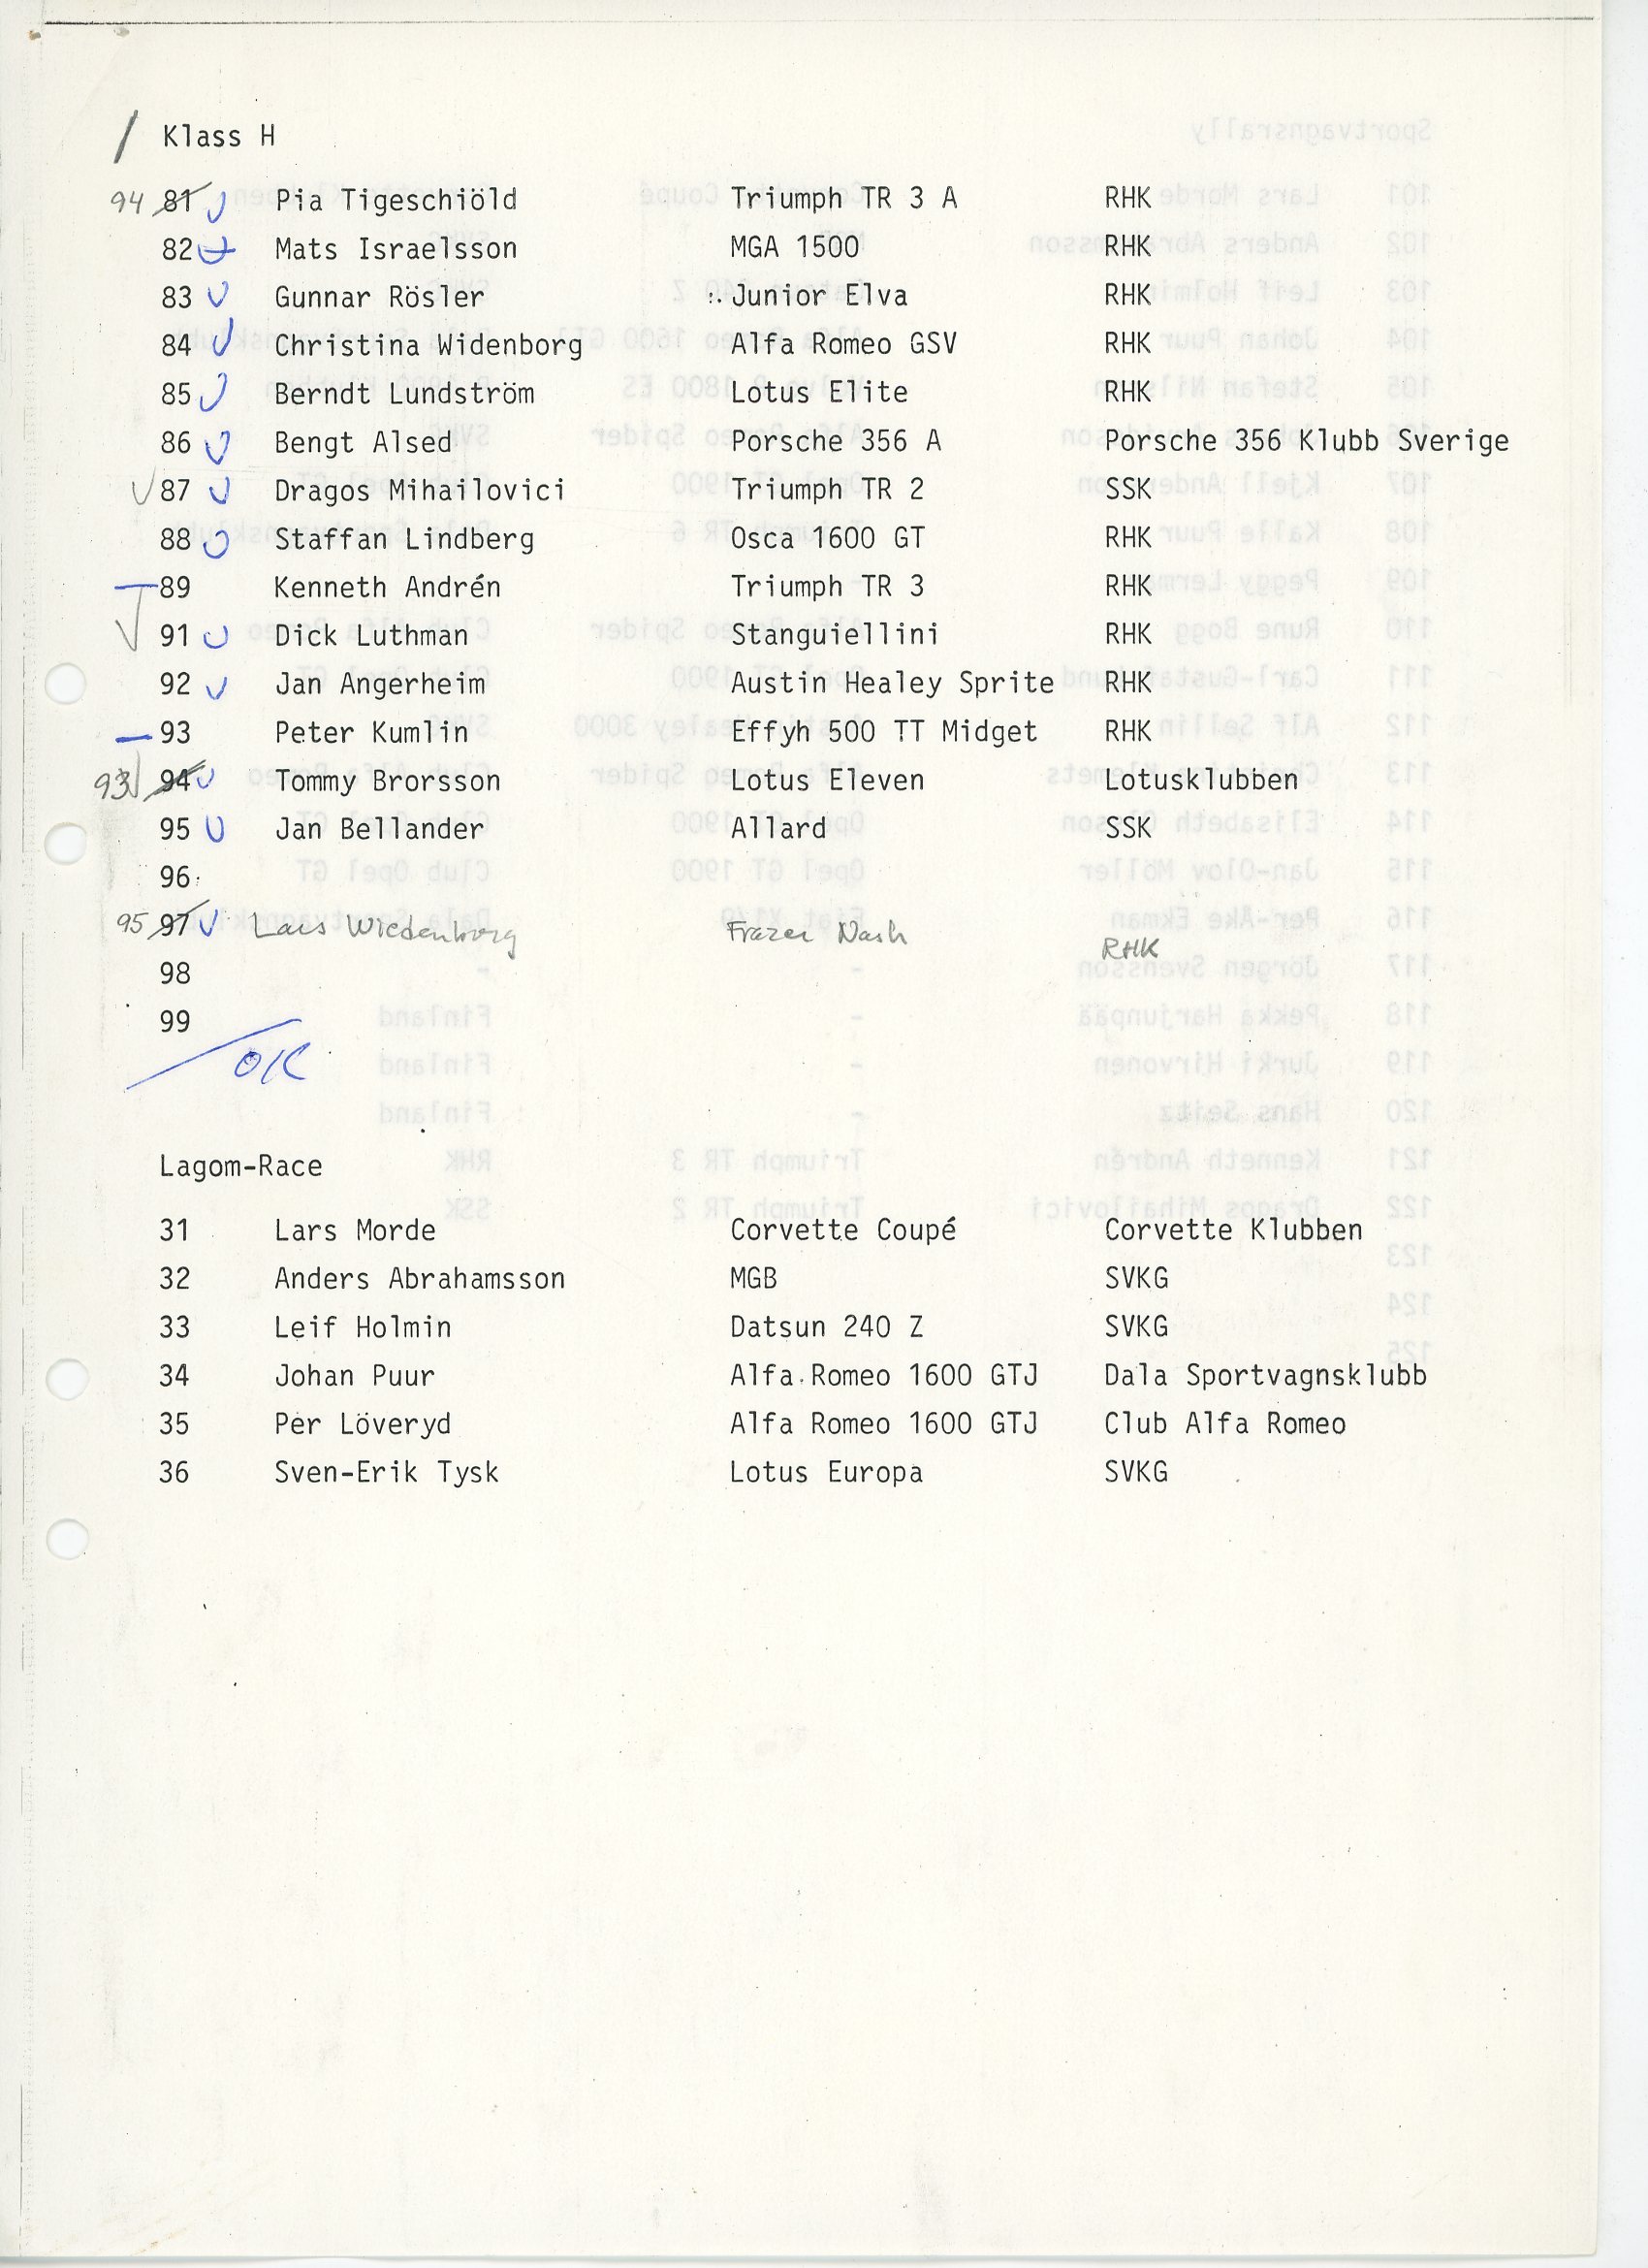 / Klass H
94 81 Pia Tigeschiöld Triumph TR 3 A RHK
82 Mats Israelsson MGA 1500 RHK
83 Gunnar Rösler Junior Elva RHK
84 Christina Widenborg Alfa Romeo GSV RHK
85 Berndt Lundström Lotus Elite RHK
86 Bengt Alsed Porsche 356 A Porsche 356 Klubb Sverige
87 Dragos Mihailovici Triumph TR 2 SSK
88 Staffan Lindberg Osca 1600 GT RHK
89 Kenneth Andrén Triumph TR 3 RHK
91 Dick Luthman Stanguiellini RHK
92 Jan Angerheim Austin Healey Sprite RHK
93 Peter Kumlin Effyh 500 TT Midget RHK
93 94 Tommy Brorsson Lotus Eleven Lotusklubben
95 Jan Bellander Allard SSK
96
95 97 Lars Wiedenborg Frazer Nash RHK
98
99
OK
Lagom-Race
31 Lars Morde Corvette Coupé Corvette Klubben
32 Anders Abrahamsson MGB SVKG
33 Leif Holmin Datsun 240 Z SVKG
34 Johan Puur Alfa Romeo 1600 GTJ Dala Sportvagnsklubb
35 Per Löveryd Alfa Romeo 1600 GTJ Club Alfa Romeo
36 Sven-Erik Tysk Lotus Europa SVKG